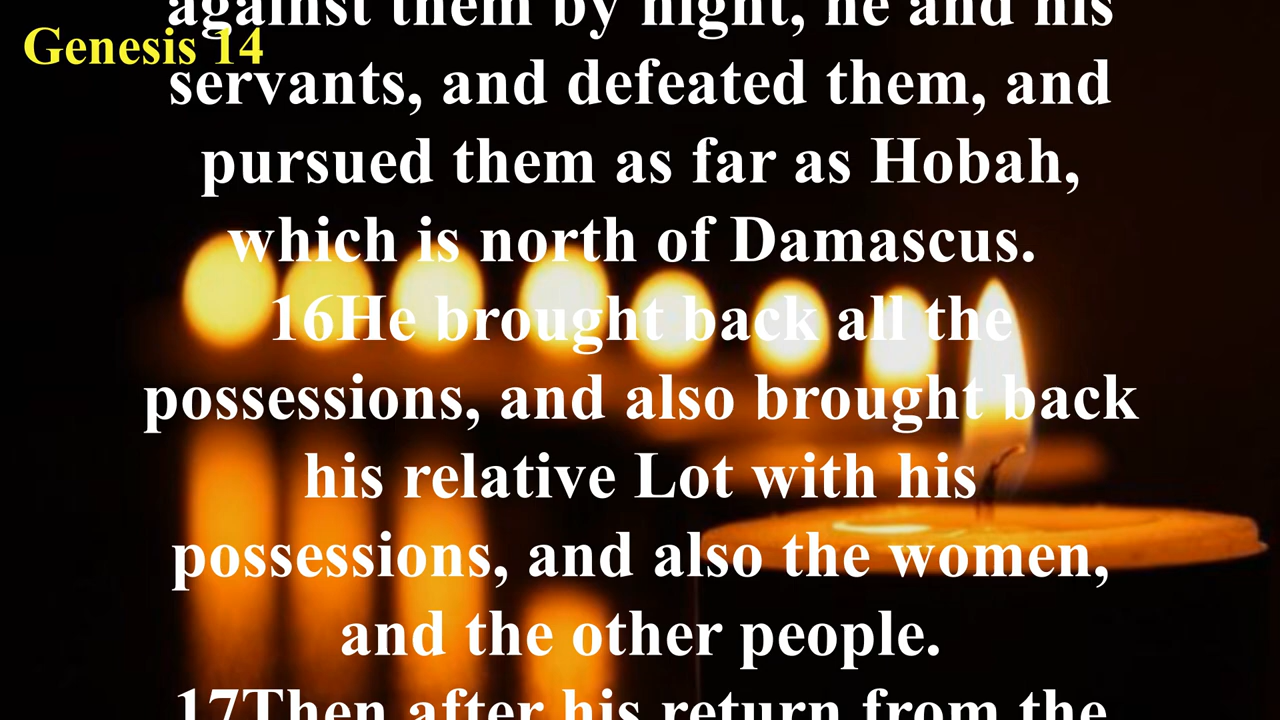 against them by night, he and his
Genesis 14
servants, and defeated them, and
pursued them as far as Hobah,
which is north of Damascus.
16He brought back all the
possessions, and also brought back
his relative Lot with his
possessions, and also the women,
and the other people.
17Then after his return from the